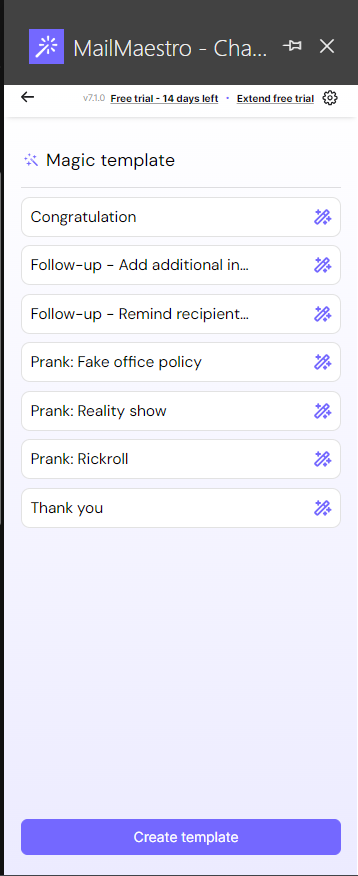 MailMaestro - Cha...
v7.1.0 Free trial - 14 days left • Extend free trial
Magic template
Congratulation
Follow-up - Add additional in...
Follow-up - Remind recipient...
Prank: Fake office policy
Prank: Reality show
Prank: Rickroll
Thank you
Create template